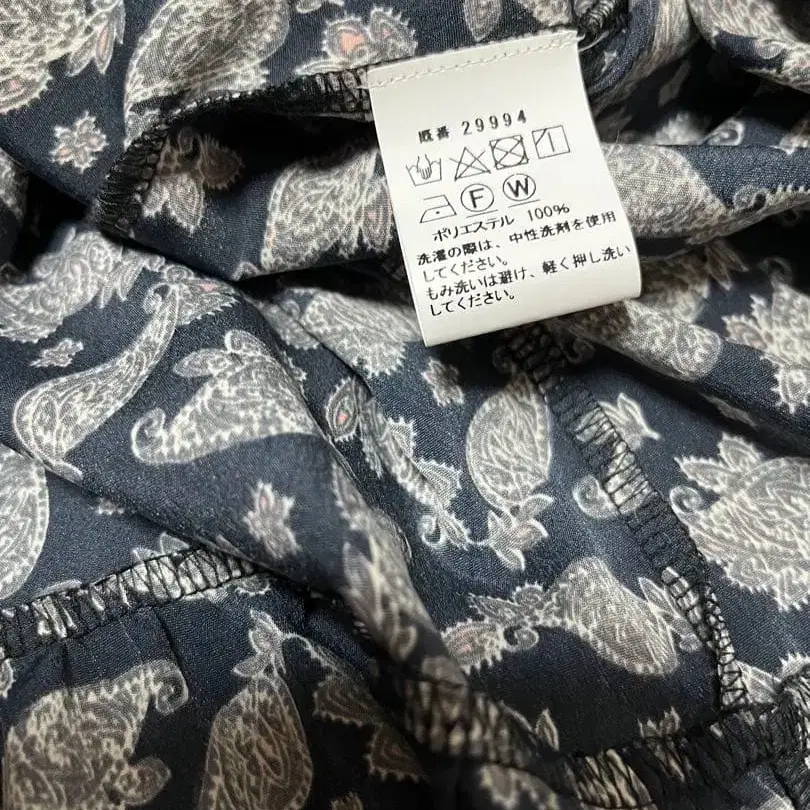 既番 29994
F W
ポリエステル 100%
洗濯の際は、中性洗剤を使用
してください。
もみ洗いは避け、軽く押し洗い
してください。